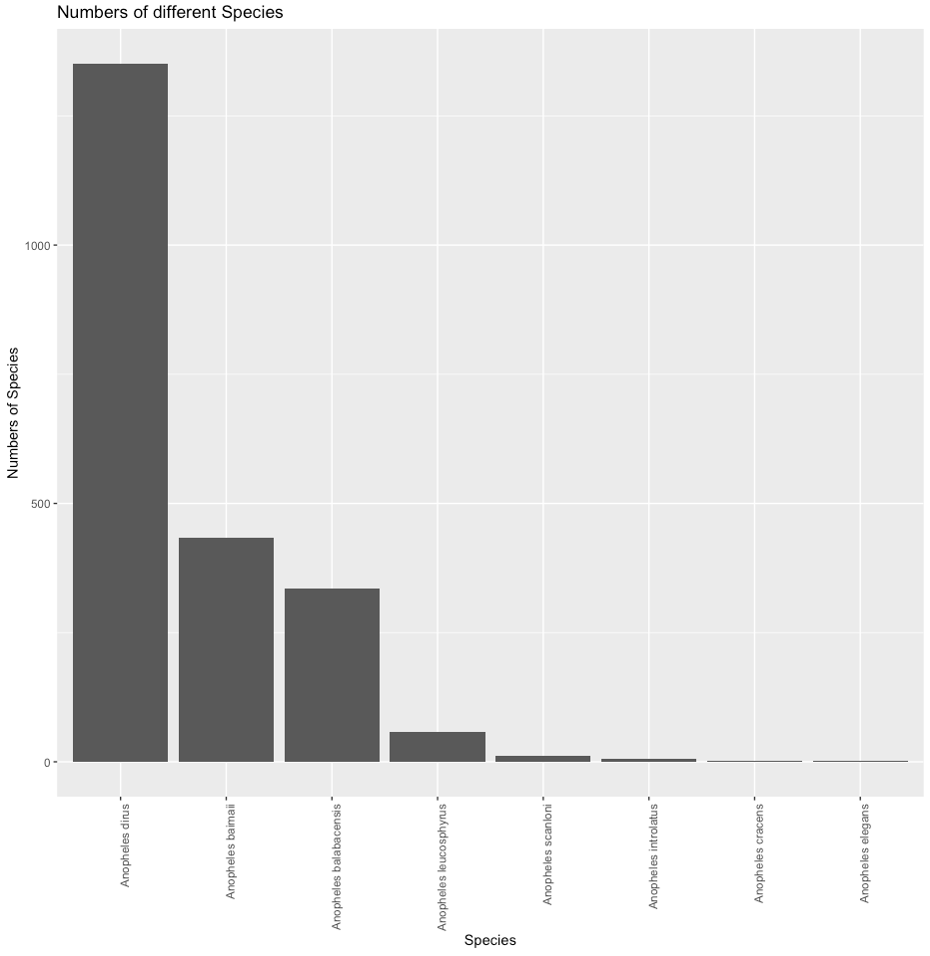 Numbers of different Species
Numbers of Species
1000
500
0
Anopheles dirus
Anopheles baimaii
Anopheles balabacensis
Anopheles leucosphyrus
Anopheles scanloni
Anopheles introlatus
Anopheles cracens
Anopheles elegans
Species